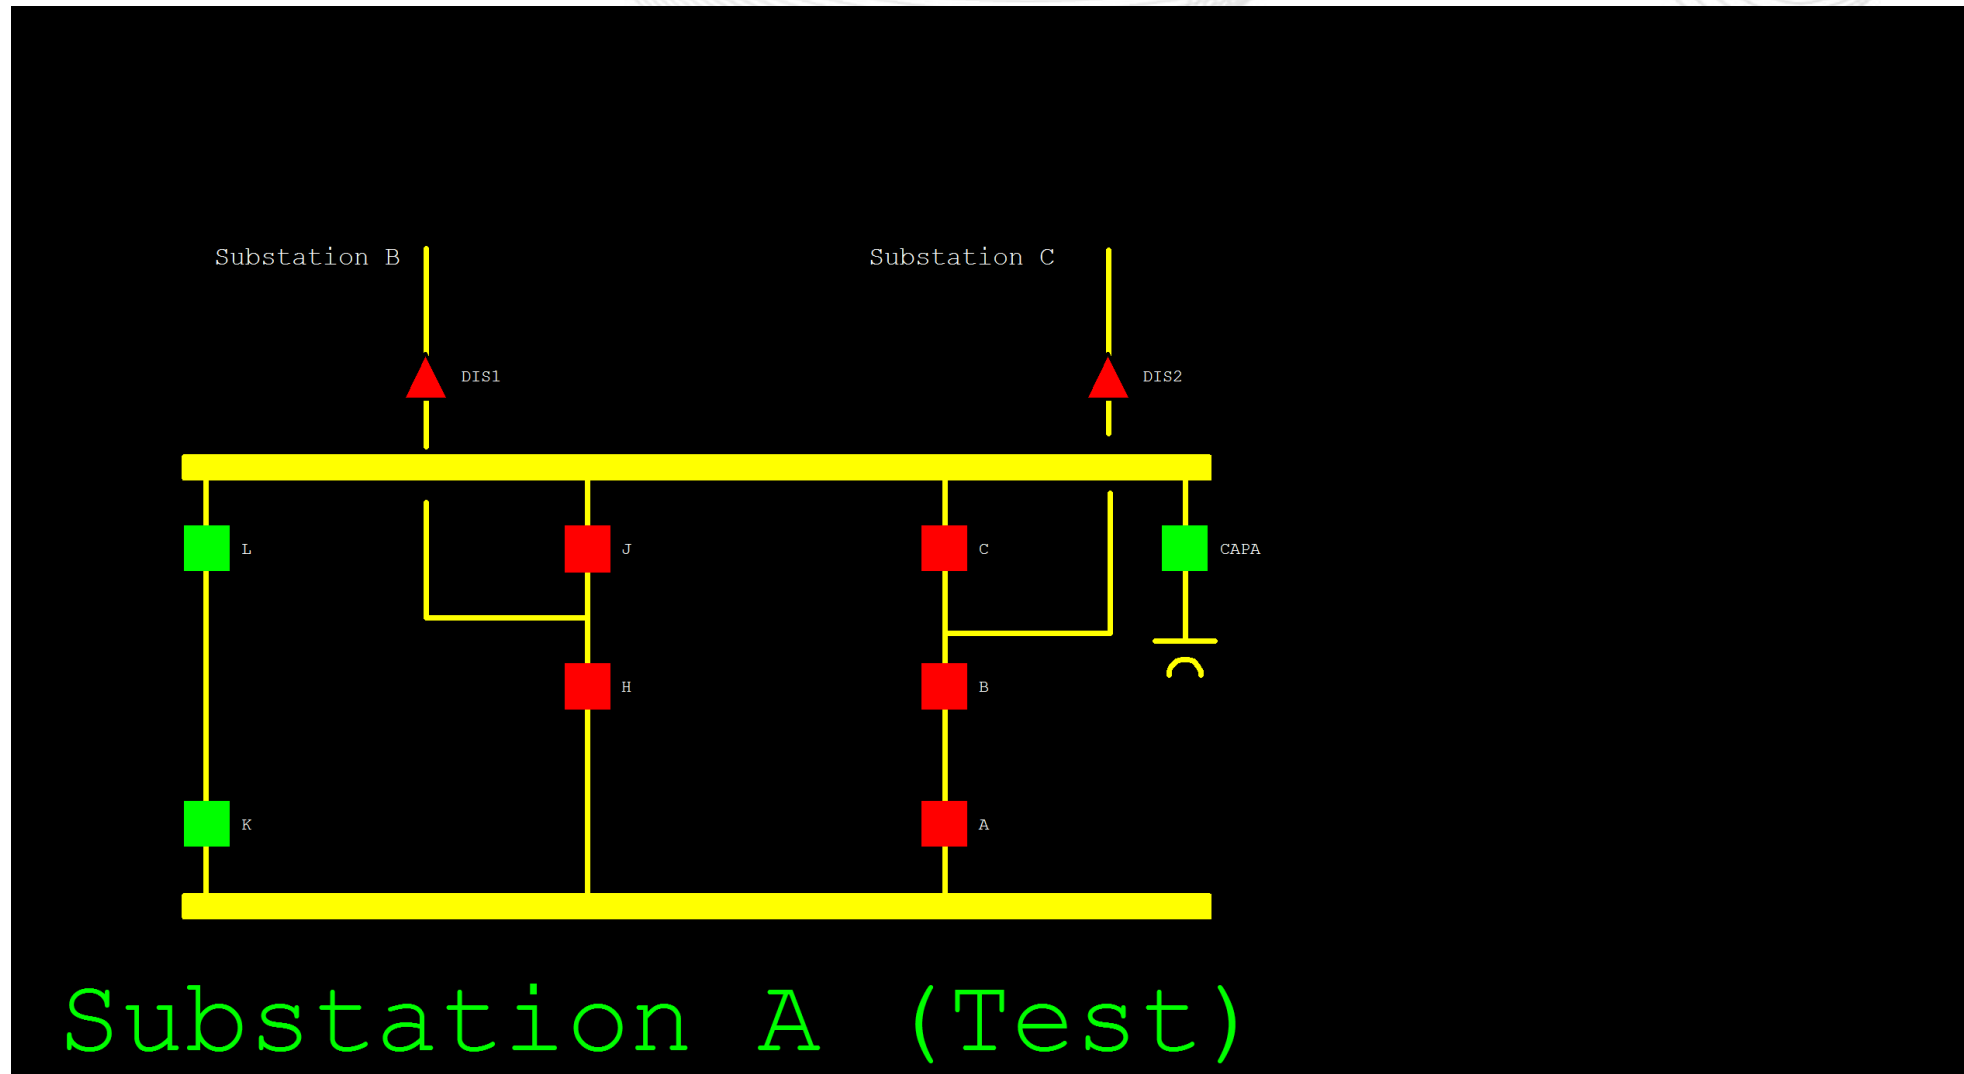 Substation B
Substation C
DIS1
DIS2
L
J
C
CAPA
H
B
K
A
Substation A (Test)